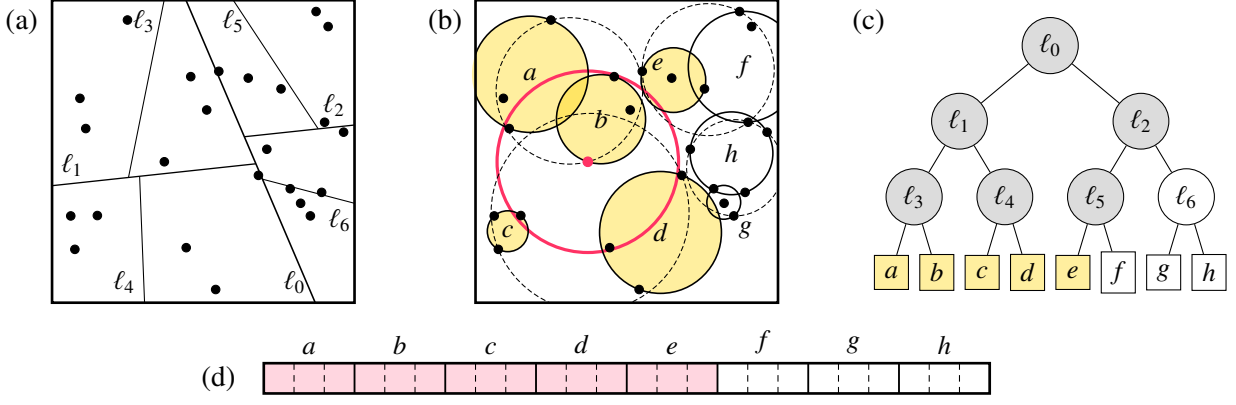 (a)
ℓ3
ℓ5
ℓ2
ℓ1
ℓ6
ℓ4
ℓ0
(b)
a
e
f
b
h
c
d
g
(c)
ℓ0
ℓ1 ℓ2
ℓ3 ℓ4 ℓ5 ℓ6
a b c d e f g h
a b c d e f g h
(d)